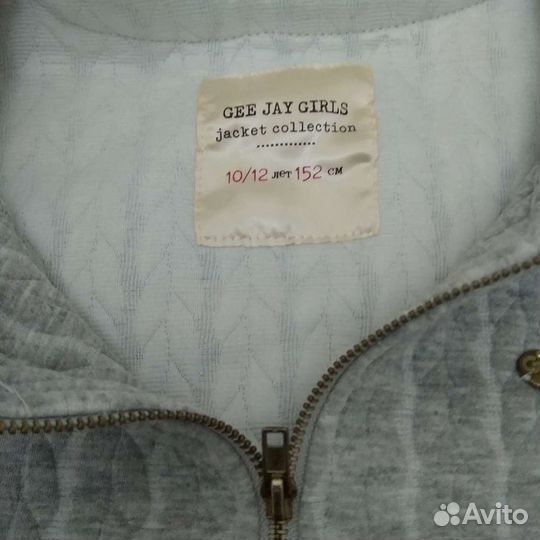 GEE JAY GIRLS
jacket collection
10/12 лет 152 см
Avito